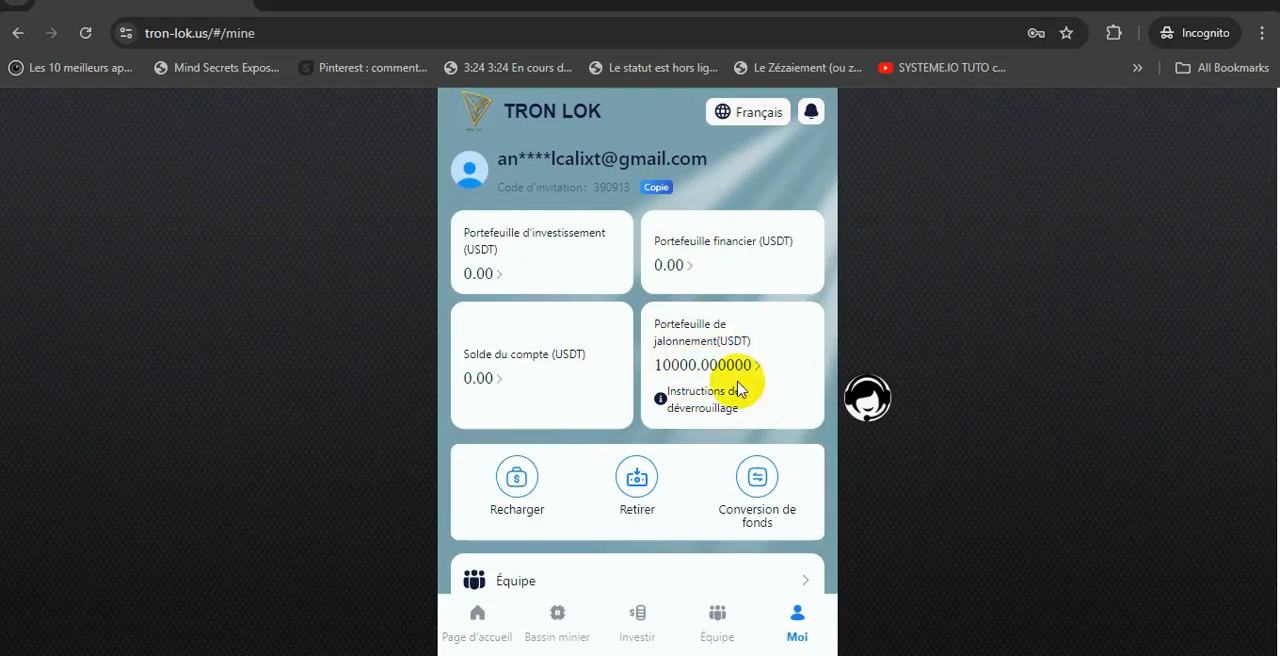 tron-lok.us/#/mine
Incognito
Les 10 meilleurs ap...
Mind Secrets Expos...
Pinterest : comment...
3:24 3:24 En cours d...
Le statut est hors lig...
Le Zézaiement (ou z...
SYSTEME.IO TUTO c...
»
All Bookmarks
TRON LOK
Français
an****lcalixt@gmail.com
Code d'invitation: 390913
Copie
Portefeuille d'investissement
(USDT)
0.00 >
Portefeuille financier (USDT)
0.00 >
Solde du compte (USDT)
0.00 >
Portefeuille de
jalonnement(USDT)
10000.000000 >
Instructions de
déverrouillage
Recharger
Retirer
Conversion de
fonds
Équipe
Page d'accueil
Bassin minier
Investir
Équipe
Moi